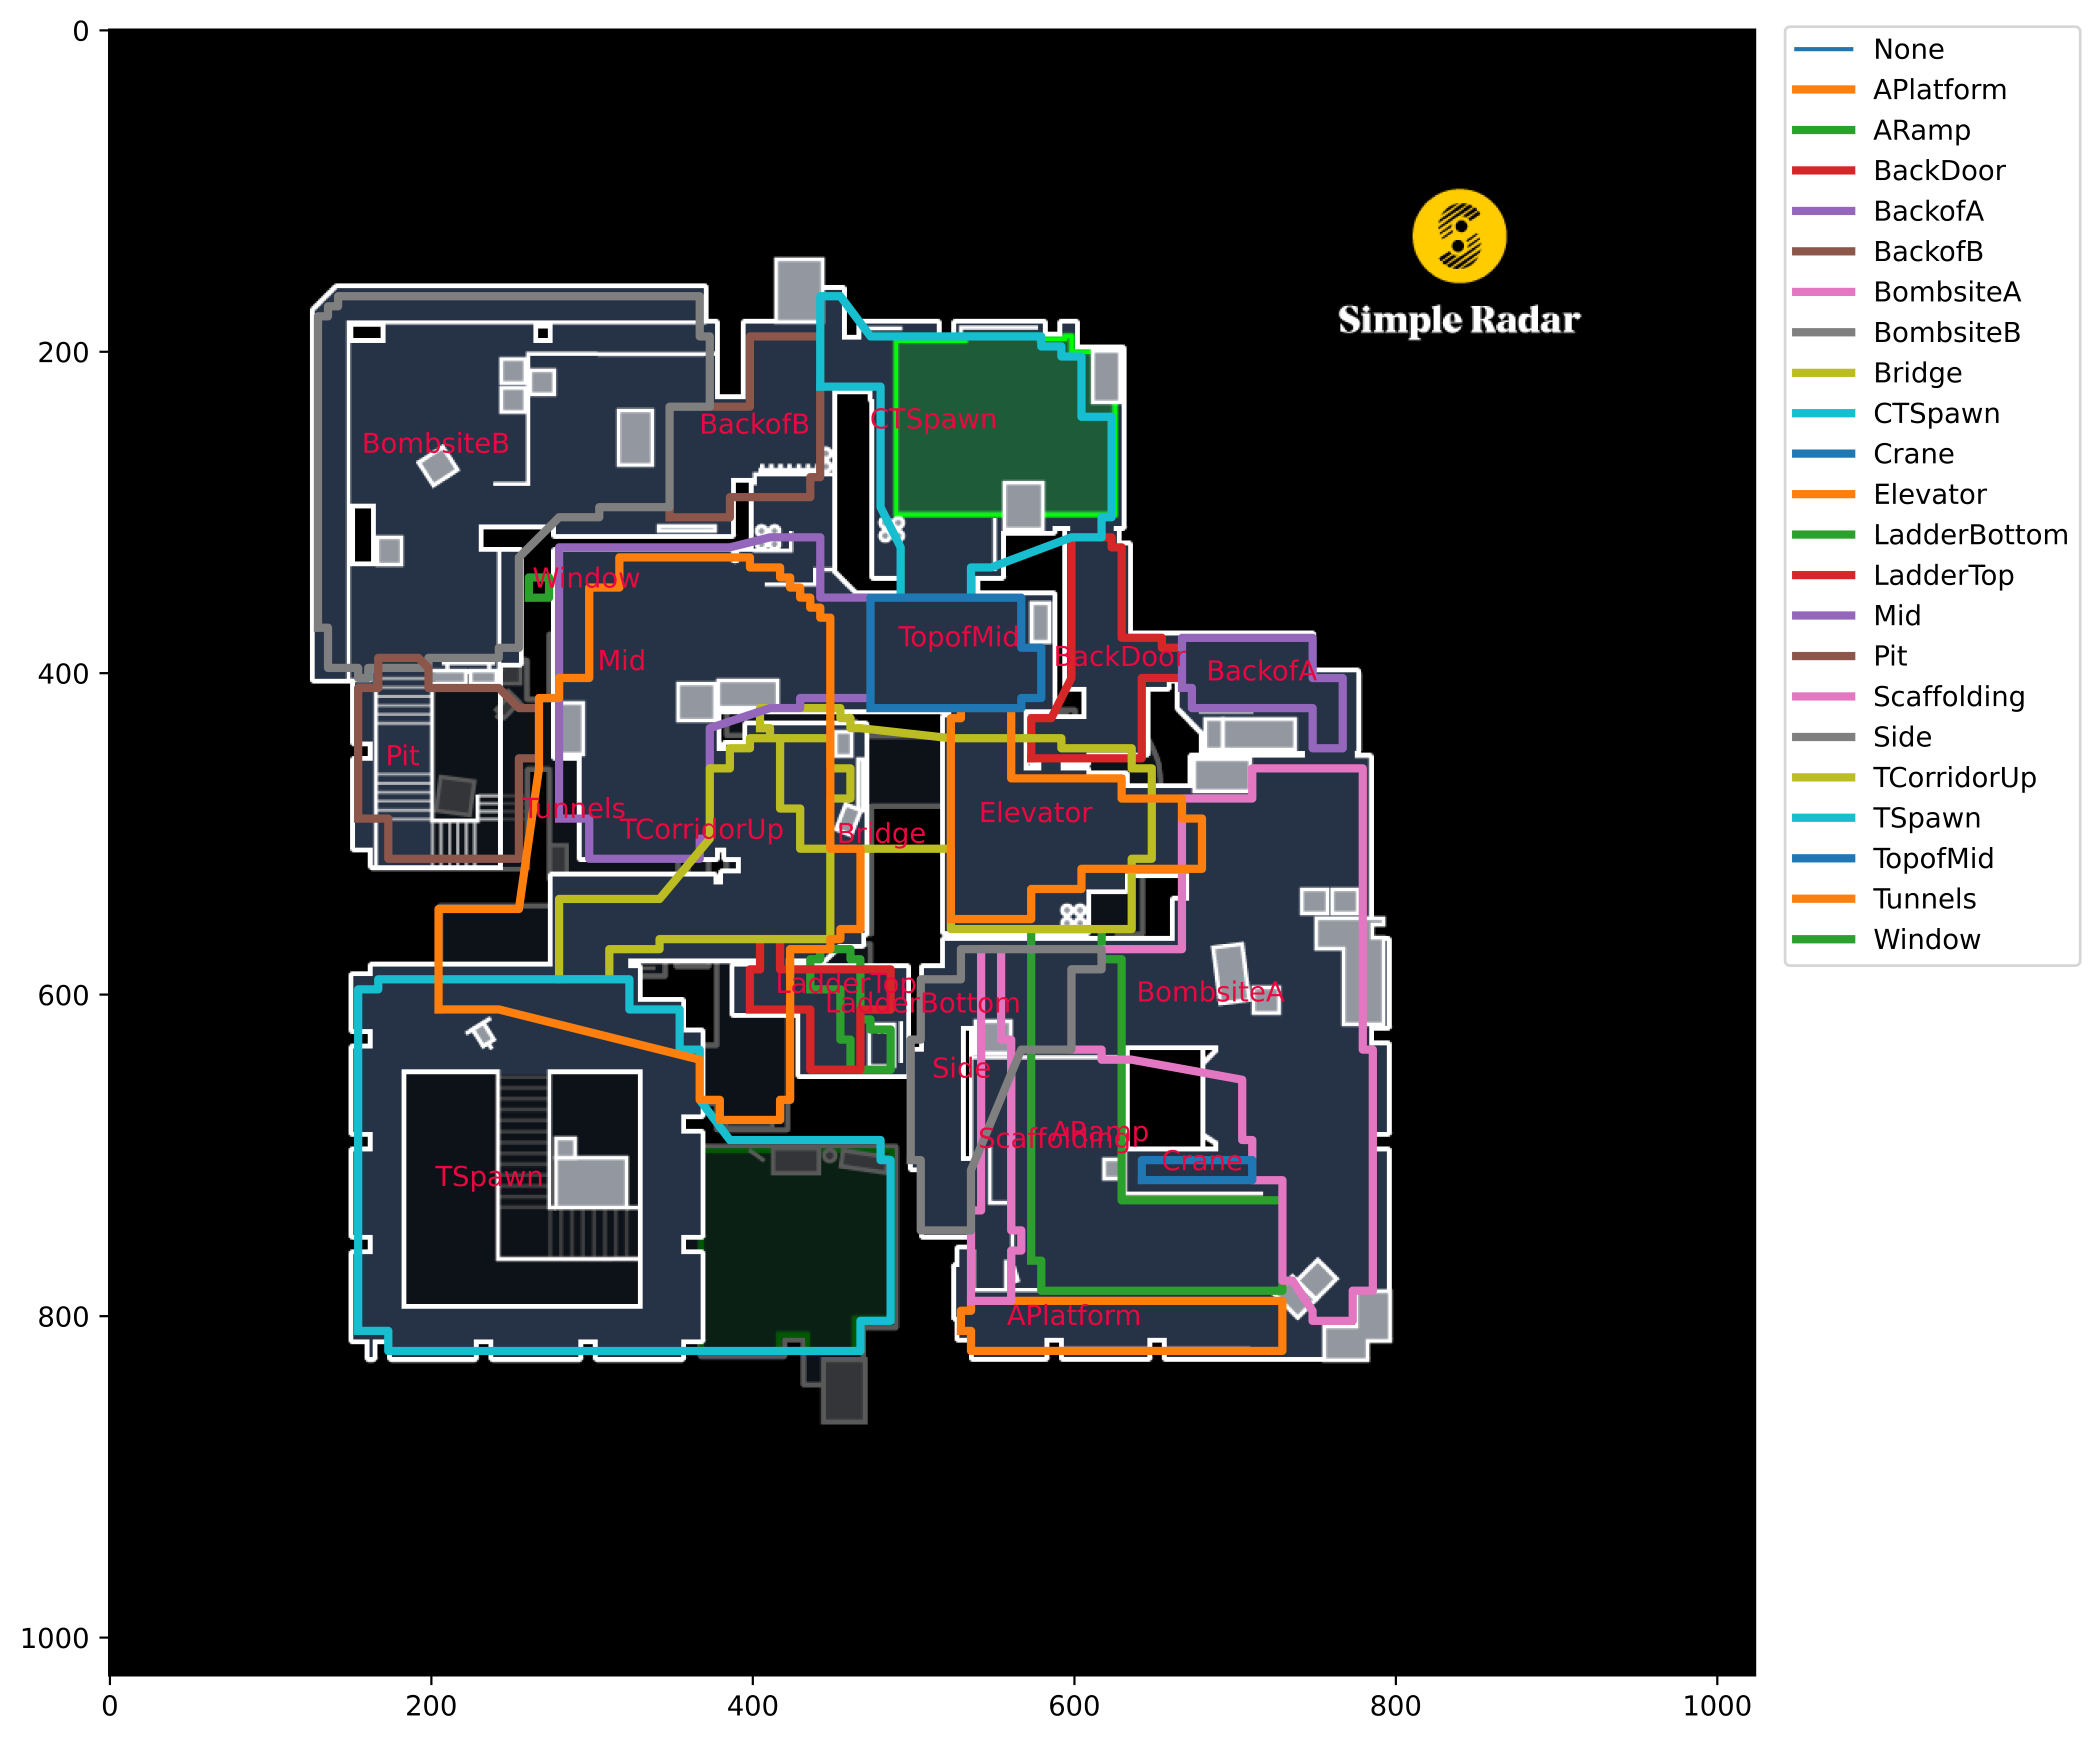 0
200
400
600
800
1000
0
200
400
600
800
1000
Simple Radar
BackofB
CTSpawn
BombsiteB
Window
TopofMid
Mid
BackDoor
BackofA
Pit
Tunnels
Elevator
TCorridorUp
Bridge
LadderTop
BombsiteA
LadderBottom
Side
ARamp
Scaffolding
Crane
TSpawn
APlatform
None
APlatform
ARamp
BackDoor
BackofA
BackofB
BombsiteA
BombsiteB
Bridge
CTSpawn
Crane
Elevator
LadderBottom
LadderTop
Mid
Pit
Scaffolding
Side
TCorridorUp
TSpawn
TopofMid
Tunnels
Window